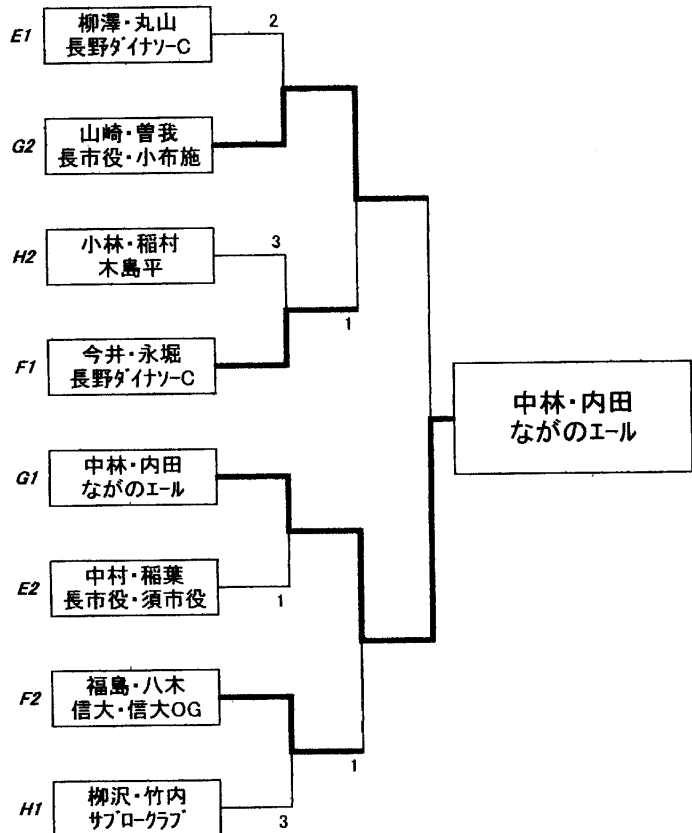 E1
柳澤・丸山
長野ダイナソーC
2
G2
山崎・曽我
長市役・小布施
H2
小林・稲村
木島平
3
F1
今井・永堀
長野ダイナソーC
1
中林・内田
ながのエール
G1
中林・内田
ながのエール
E2
中村・稲葉
長市役・須市役
1
F2
福島・八木
信大・信大OG
1
H1
柳沢・竹内
サブロークラブ
3